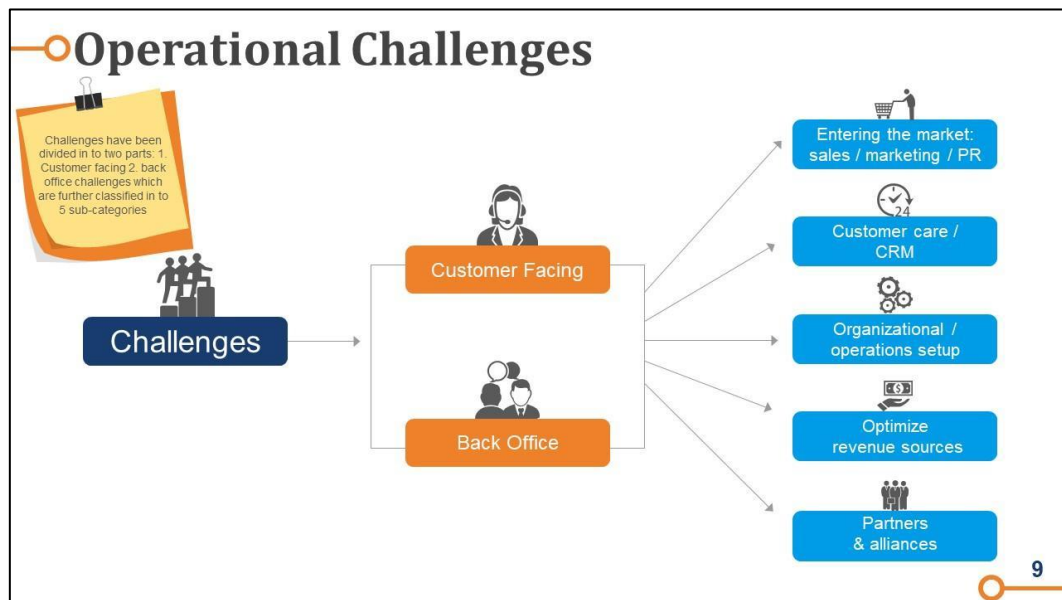 Operational Challenges
Challenges have been
divided in to two parts: 1.
Customer facing 2. back
office challenges which
are further classified in to
5 sub-categories
Challenges
Customer Facing
Back Office
Entering the market:
sales / marketing / PR
24
Customer care /
CRM
Organizational /
operations setup
$
Optimize
revenue sources
Partners
& alliances
9